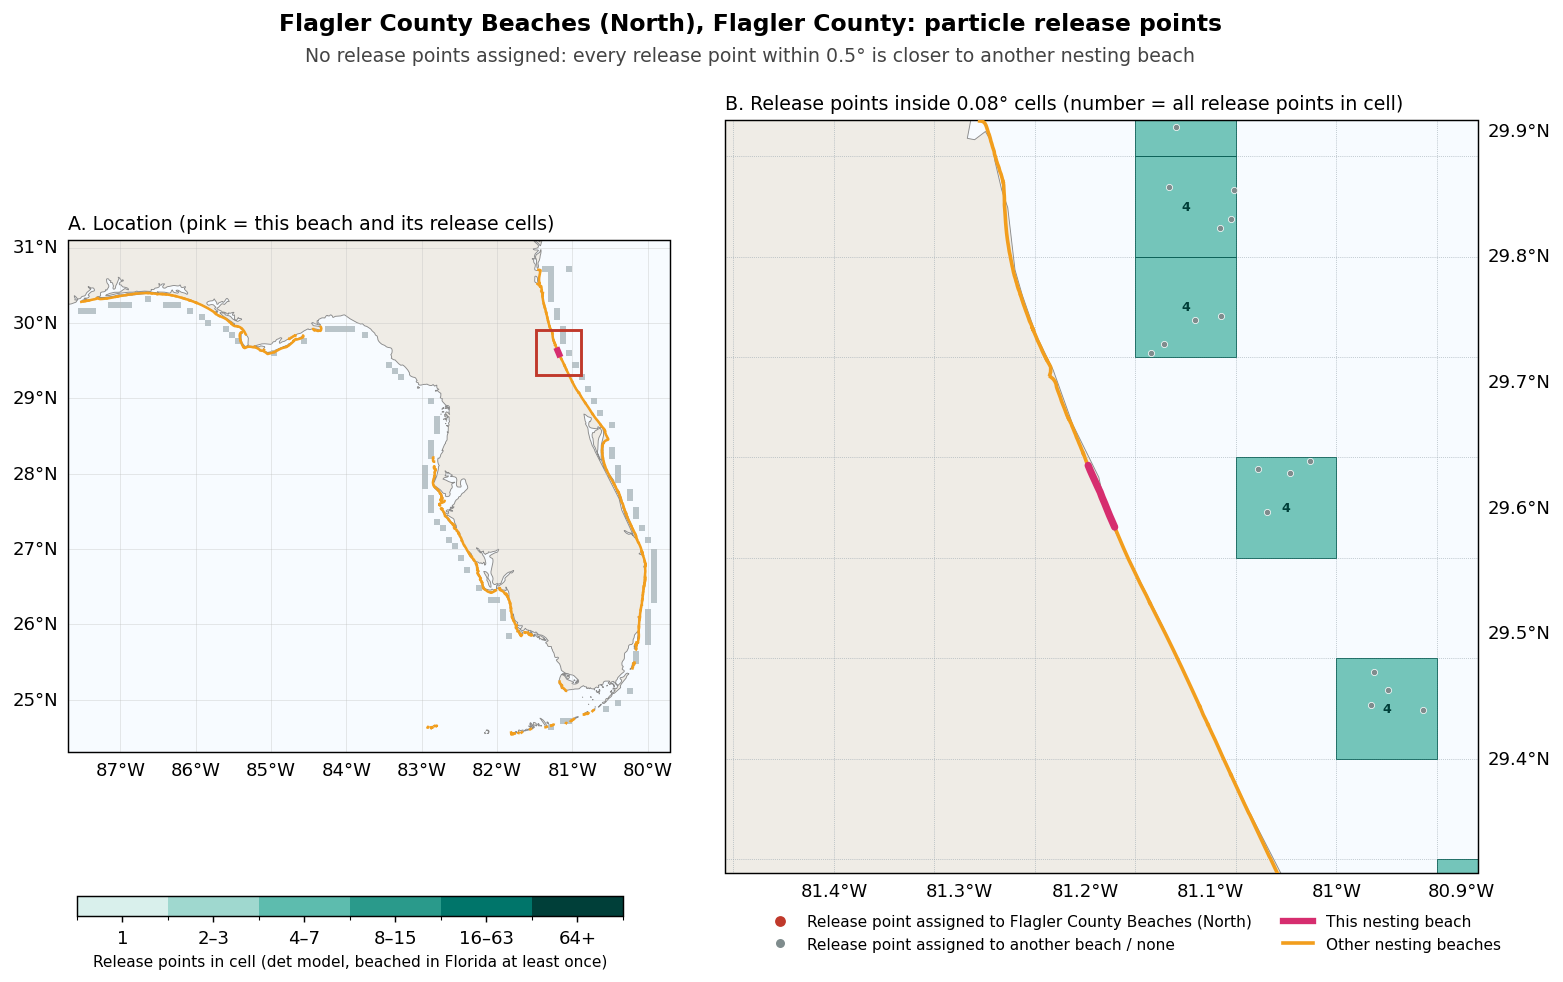 Flagler County Beaches (North), Flagler County: particle release points
No release points assigned: every release point within 0.5° is closer to another nesting beach
A. Location (pink = this beach and its release cells)
31°N
30°N
29°N
28°N
27°N
26°N
25°N
87°W 86°W 85°W 84°W 83°W 82°W 81°W 80°W
1 2–3 4–7 8–15 16–63 64+
Release points in cell (det model, beached in Florida at least once)
B. Release points inside 0.08° cells (number = all release points in cell)
4
4
4
4
29.9°N
29.8°N
29.7°N
29.6°N
29.5°N
29.4°N
81.4°W 81.3°W 81.2°W 81.1°W 81°W 80.9°W
Release point assigned to Flagler County Beaches (North)
Release point assigned to another beach / none
This nesting beach
Other nesting beaches